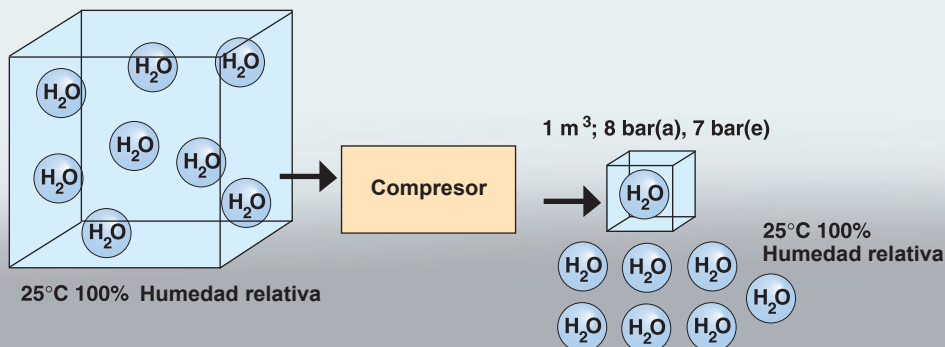 H₂O
H₂O
H₂O
H₂O
H₂O
H₂O
H₂O
H₂O
25°C 100% Humedad relativa
Compresor
1 m³; 8 bar(a), 7 bar(e)
H₂O
25°C 100%
Humedad relativa
H₂O H₂O H₂O
H₂O
H₂O H₂O H₂O